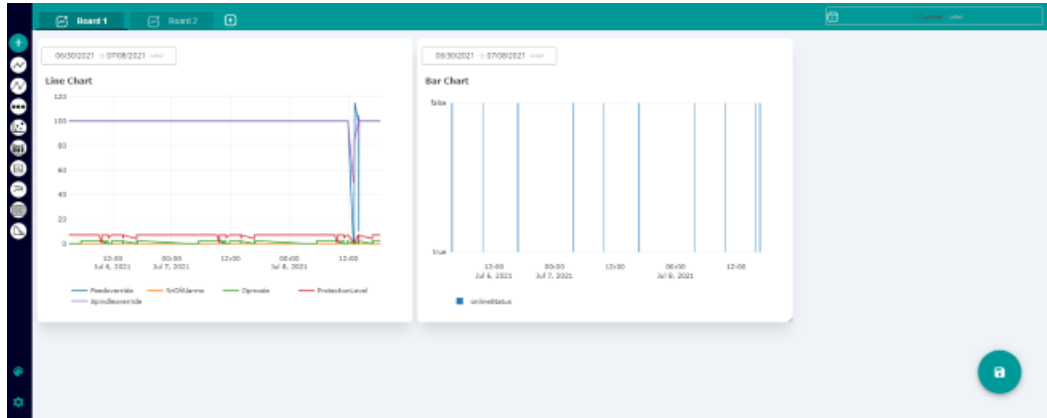 Board 1
Board 2
06/30/2021 → 07/08/2021
06/30/2021 → 07/08/2021
Line Chart
120
100
80
60
40
20
0
12:00
Jul 6, 2021
00:00
Jul 7, 2021
12:00
00:00
Jul 8, 2021
12:00
Feedoverride
NrOfAlarms
Opmode
ProtectionLevel
Spindleoverride
Bar Chart
false
true
12:00
Jul 6, 2021
00:00
Jul 7, 2021
12:00
00:00
Jul 8, 2021
12:00
onlineStatus